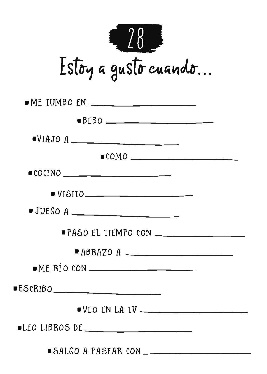 28
Estoy a gusto cuando...
▪ME TUMBO EN
▪BEBO
▪VIAJO A
▪COMO
▪COCINO
▪VISITO
▪JUEGO A
▪PASO EL TIEMPO CON
▪ABRAZO A
▪ME RÍO CON
▪ESCRIBO
▪VEO EN LA TV
▪LEO LIBROS DE
▪SALGO A PASEAR CON